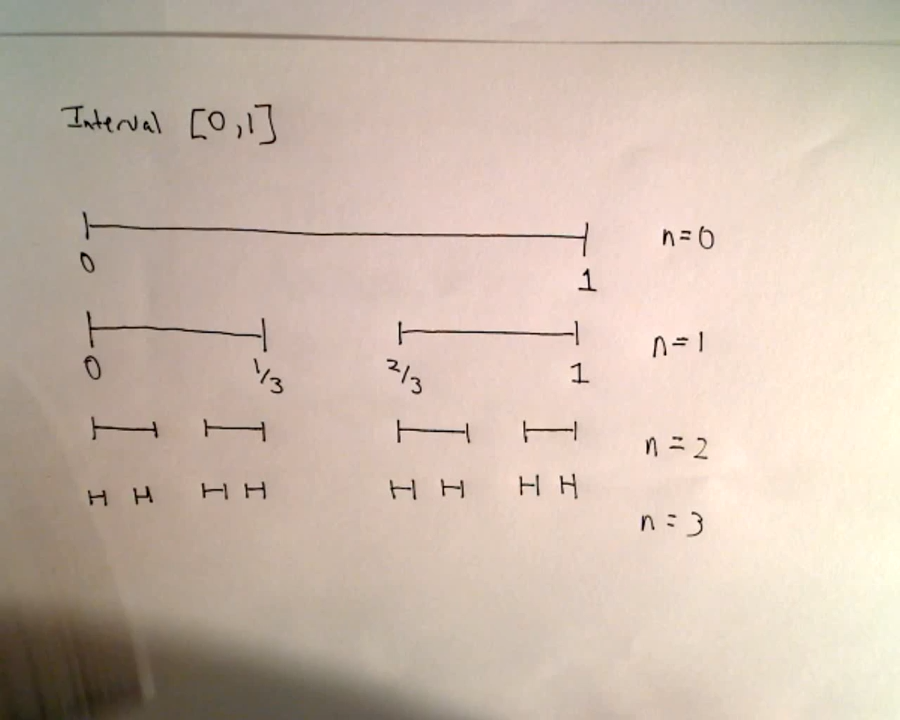 Interval [0,1]
n=0
0 1
n=1
0 1/3 2/3 1
n=2
n=3